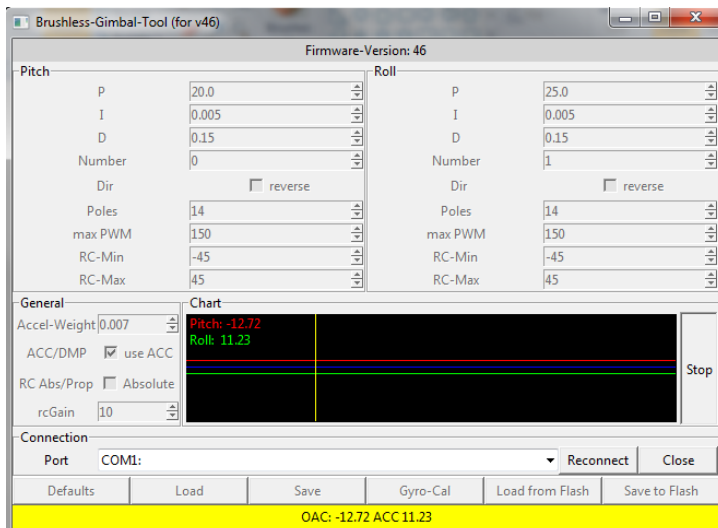 Brushless-Gimbal-Tool (for v46)
Firmware-Version: 46
Pitch
P 20.0
I 0.005
D 0.15
Number 0
Dir reverse
Poles 14
max PWM 150
RC-Min -45
RC-Max 45
Roll
P 25.0
I 0.005
D 0.15
Number 1
Dir reverse
Poles 14
max PWM 150
RC-Min -45
RC-Max 45
General
Accel-Weight 0.007
ACC/DMP use ACC
RC Abs/Prop Absolute
rcGain 10
Chart
Pitch: -12.72
Roll: 11.23
Stop
Connection
Port COM1: Reconnect Close
Defaults Load Save Gyro-Cal Load from Flash Save to Flash
OAC: -12.72 ACC 11.23